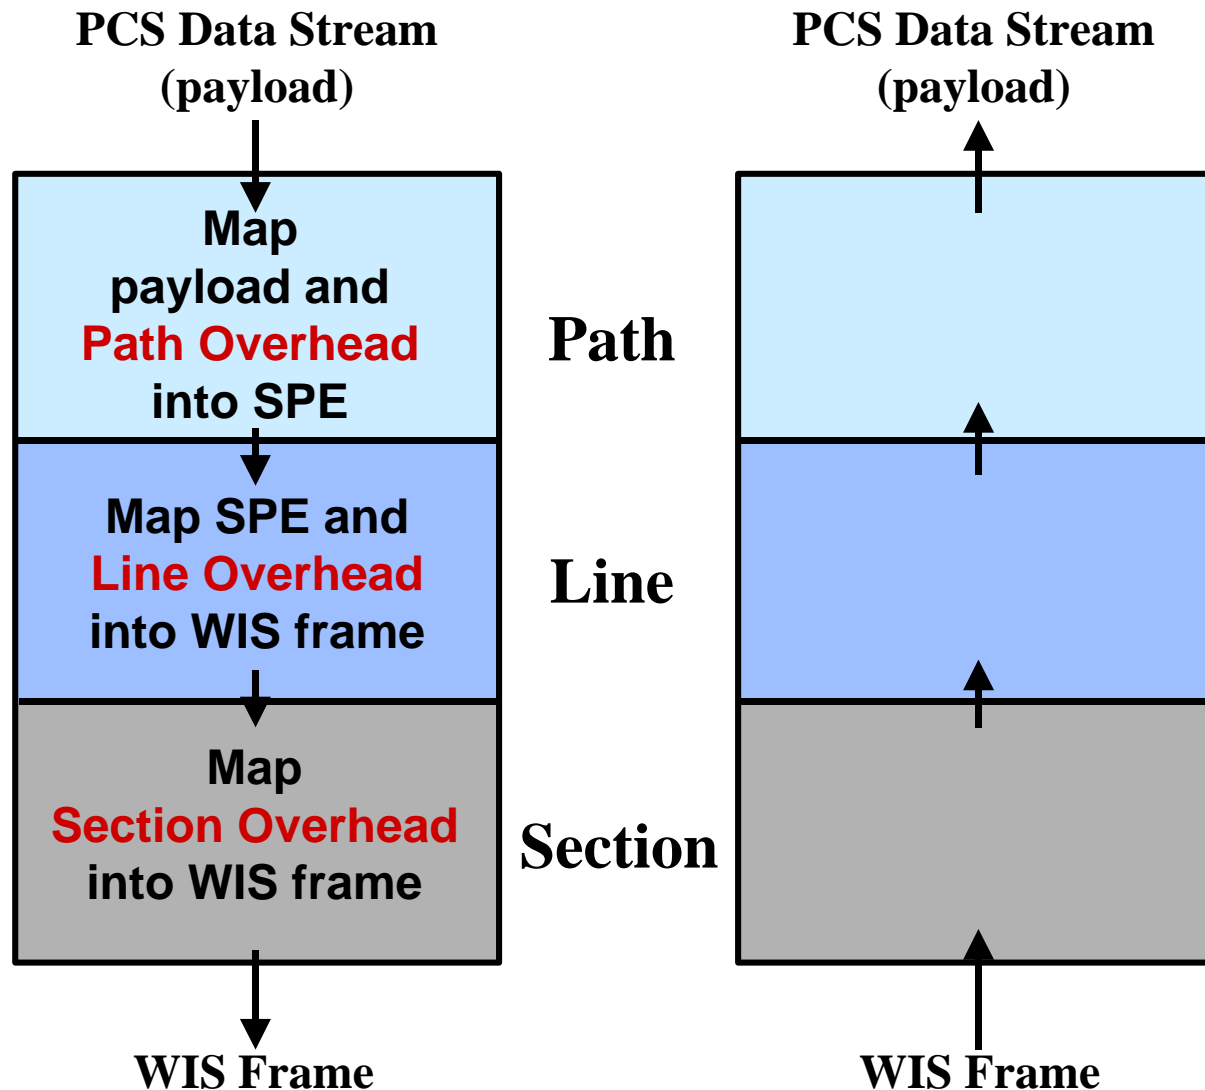 PCS Data Stream
(payload)
PCS Data Stream
(payload)
Map
payload and
Path Overhead
into SPE
Path
Map SPE and
Line Overhead
into WIS frame
Line
Map
Section Overhead
into WIS frame
Section
WIS Frame
WIS Frame